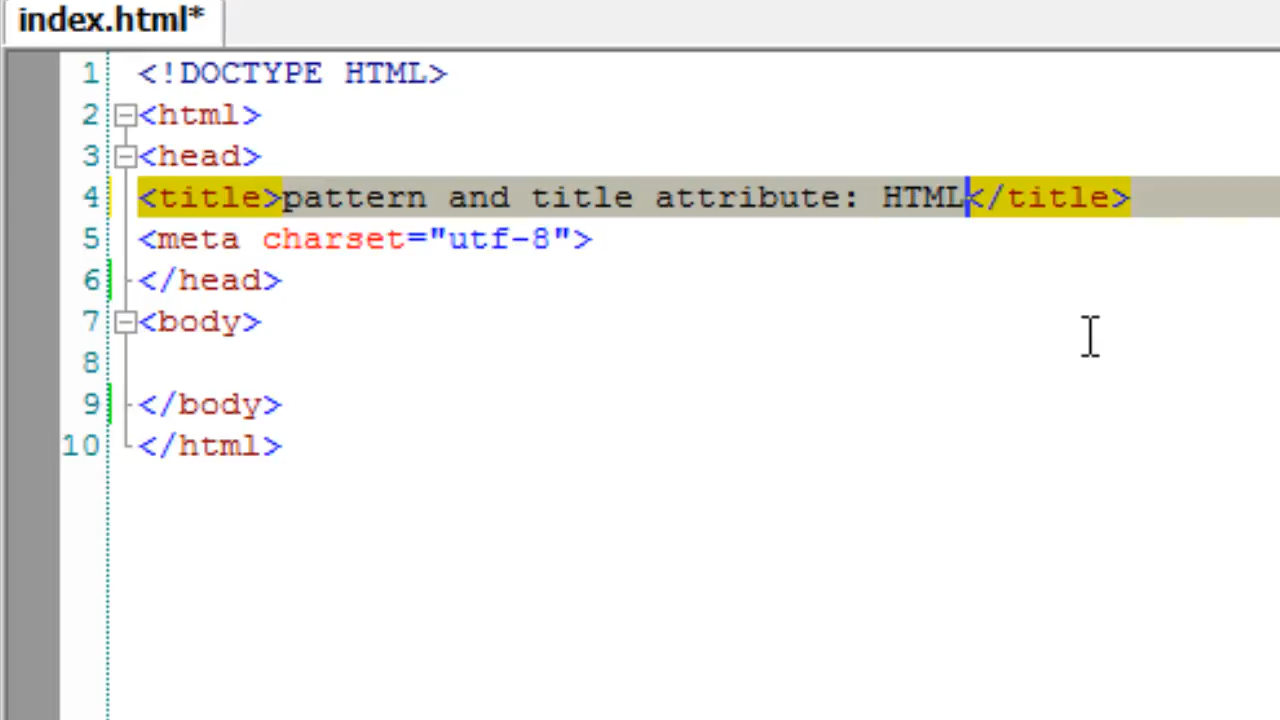 index.html*
1 <!DOCTYPE HTML>
2 <html>
3 <head>
4 <title>pattern and title attribute: HTML</title>
5 <meta charset="utf-8">
6 </head>
7 <body>
8
9 </body>
10 </html>